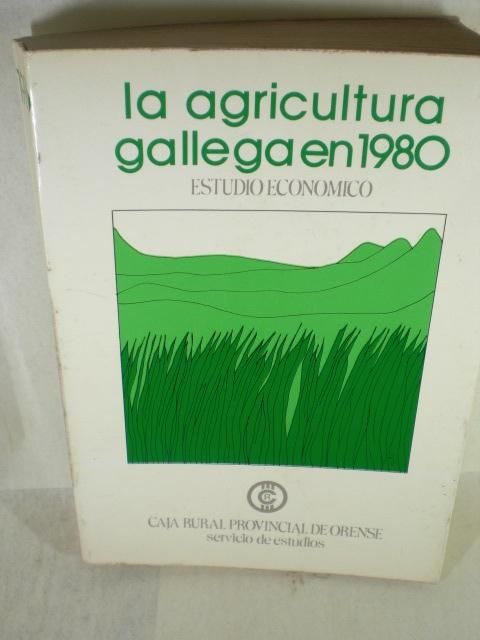 la agricultura
gallega en 1980
ESTUDIO ECONOMICO
CAJA RURAL PROVINCIAL DE ORENSE
servicio de estudios